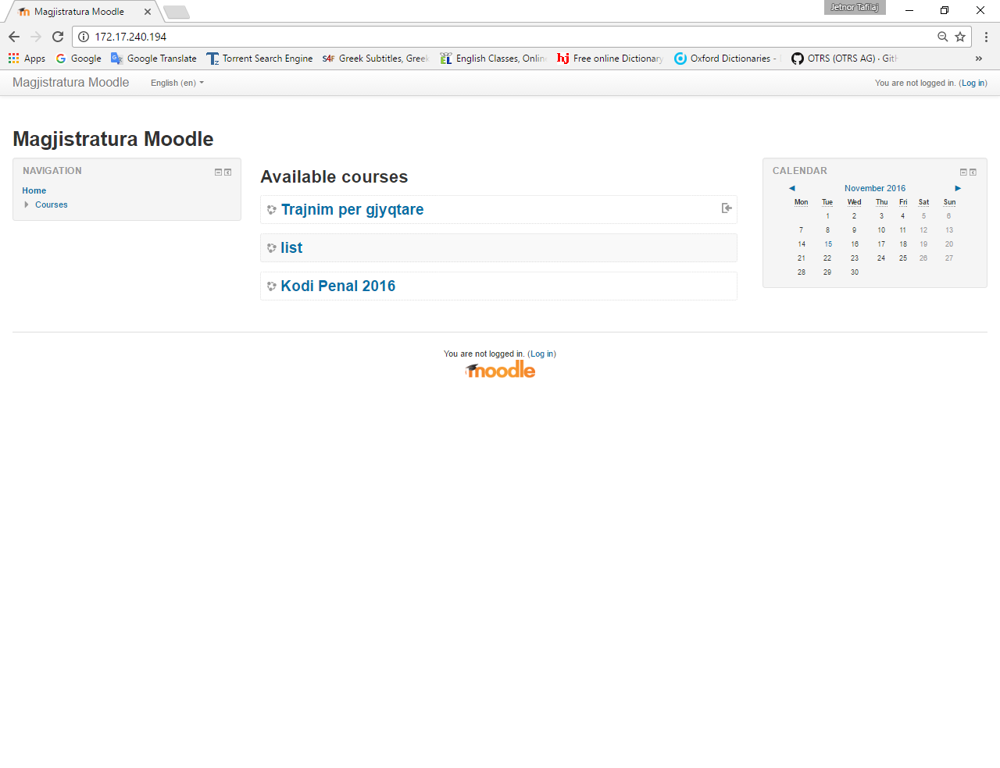 Magjistratura Moodle
Jetnor Tafilaj
172.17.240.194
Apps Google Google Translate Torrent Search Engine Greek Subtitles, Greek English Classes, Onlin Free online Dictionary Oxford Dictionaries - OTRS (OTRS AG) · GitH »
Magjistratura Moodle English (en) You are not logged in. (Log in)
Magjistratura Moodle
NAVIGATION
Home
Courses
Available courses
Trajnim per gjyqtare
list
Kodi Penal 2016
CALENDAR
◄ November 2016 ►
Mon Tue Wed Thu Fri Sat Sun
1 2 3 4 5 6
7 8 9 10 11 12 13
14 15 16 17 18 19 20
21 22 23 24 25 26 27
28 29 30
You are not logged in. (Log in)
moodle